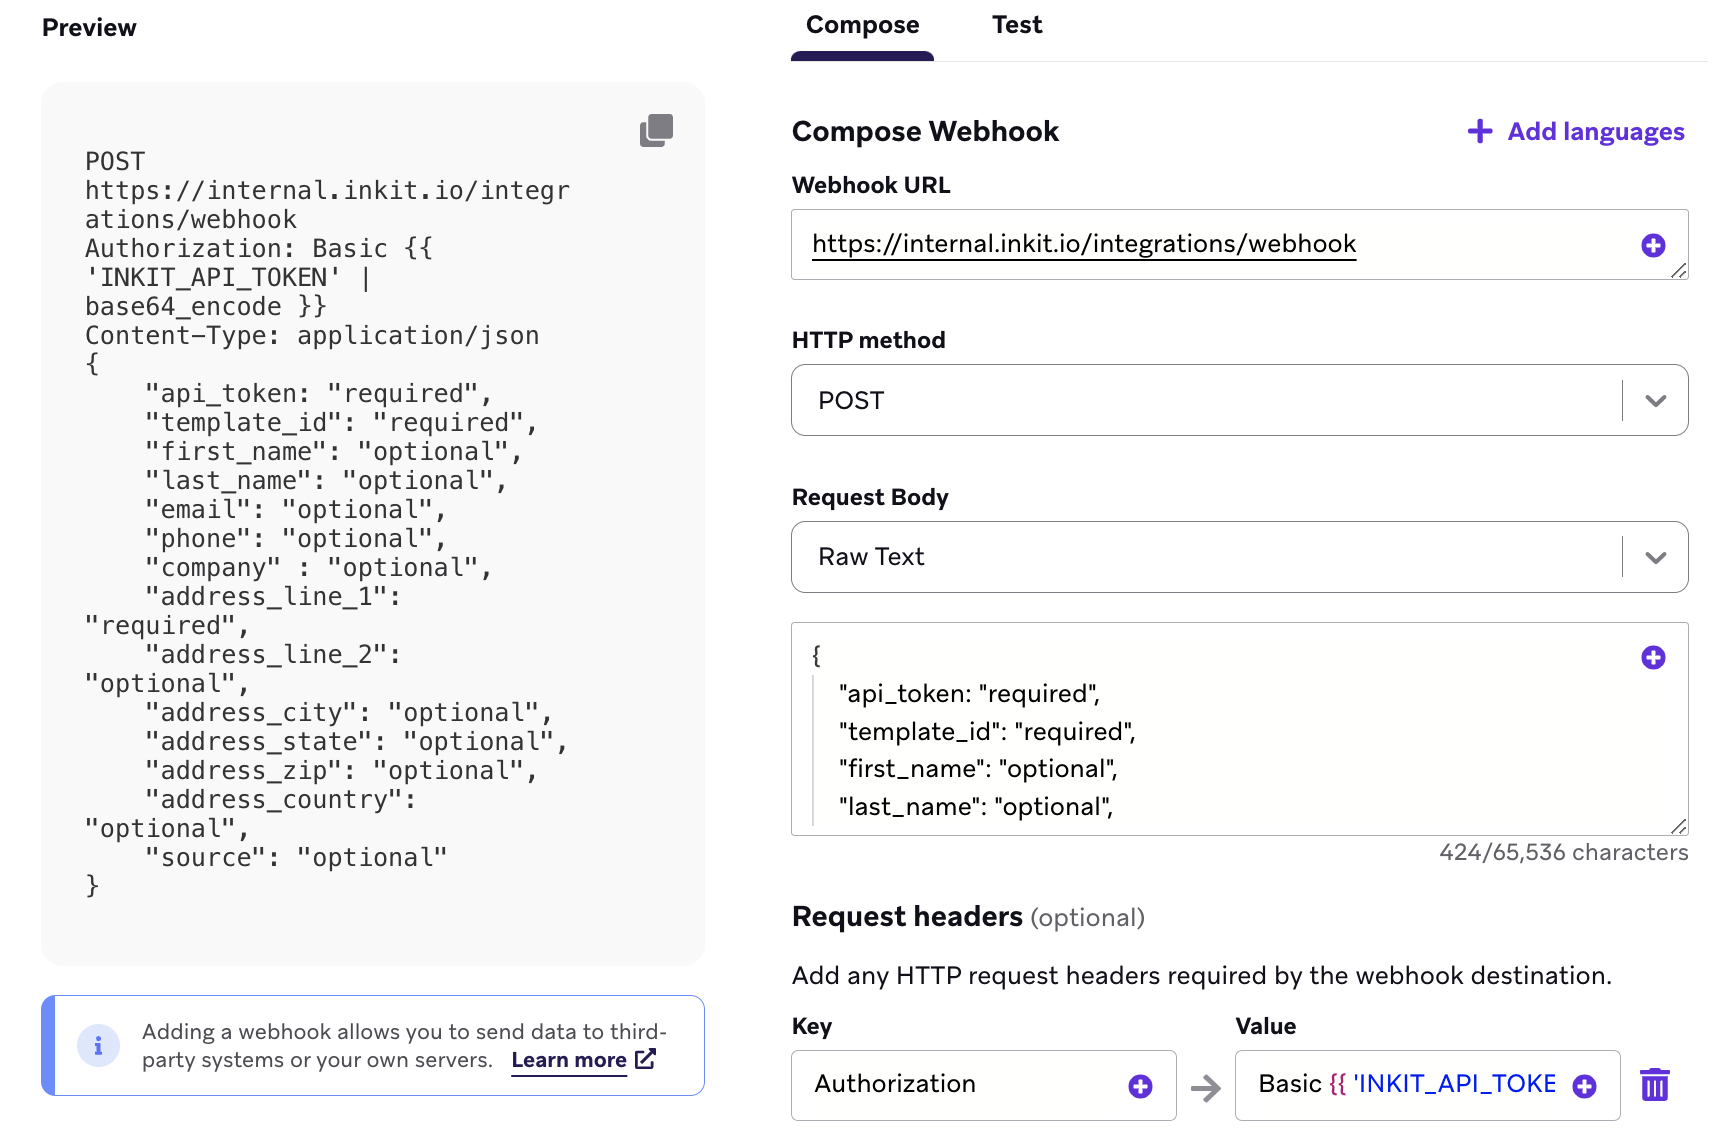 Preview
POST
https://internal.inkit.io/integr
ations/webhook
Authorization: Basic {{
'INKIT_API_TOKEN' |
base64_encode }}
Content-Type: application/json
{
    "api_token: "required",
    "template_id": "required",
    "first_name": "optional",
    "last_name": "optional",
    "email": "optional",
    "phone": "optional",
    "company" : "optional",
    "address_line_1":
"required",
    "address_line_2":
"optional",
    "address_city": "optional",
    "address_state": "optional",
    "address_zip": "optional",
    "address_country":
"optional",
    "source": "optional"
}
Adding a webhook allows you to send data to third-
party systems or your own servers. Learn more
Compose Test
Compose Webhook
Add languages
Webhook URL
https://internal.inkit.io/integrations/webhook
HTTP method
POST
Request Body
Raw Text
{
    "api_token: "required",
    "template_id": "required",
    "first_name": "optional",
    "last_name": "optional",
424/65,536 characters
Request headers (optional)
Add any HTTP request headers required by the webhook destination.
Key Value
Authorization Basic {{ 'INKIT_API_TOKE